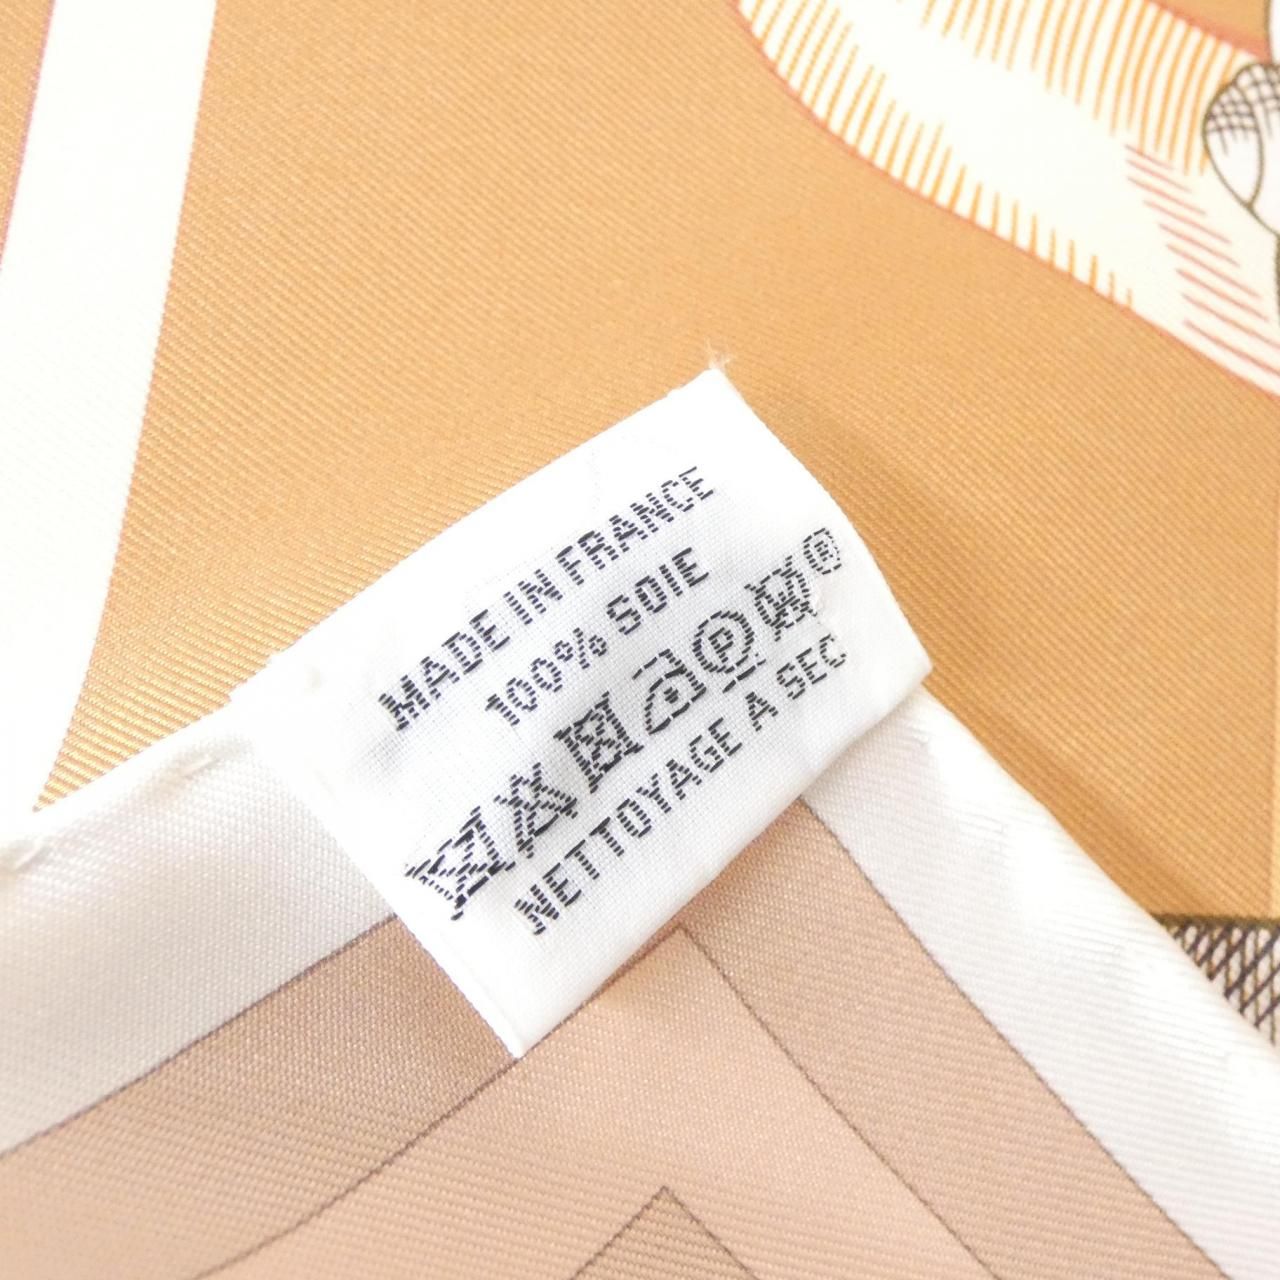 MADE IN FRANCE
100% SOIE
P ®
NETTOYAGE A SEC